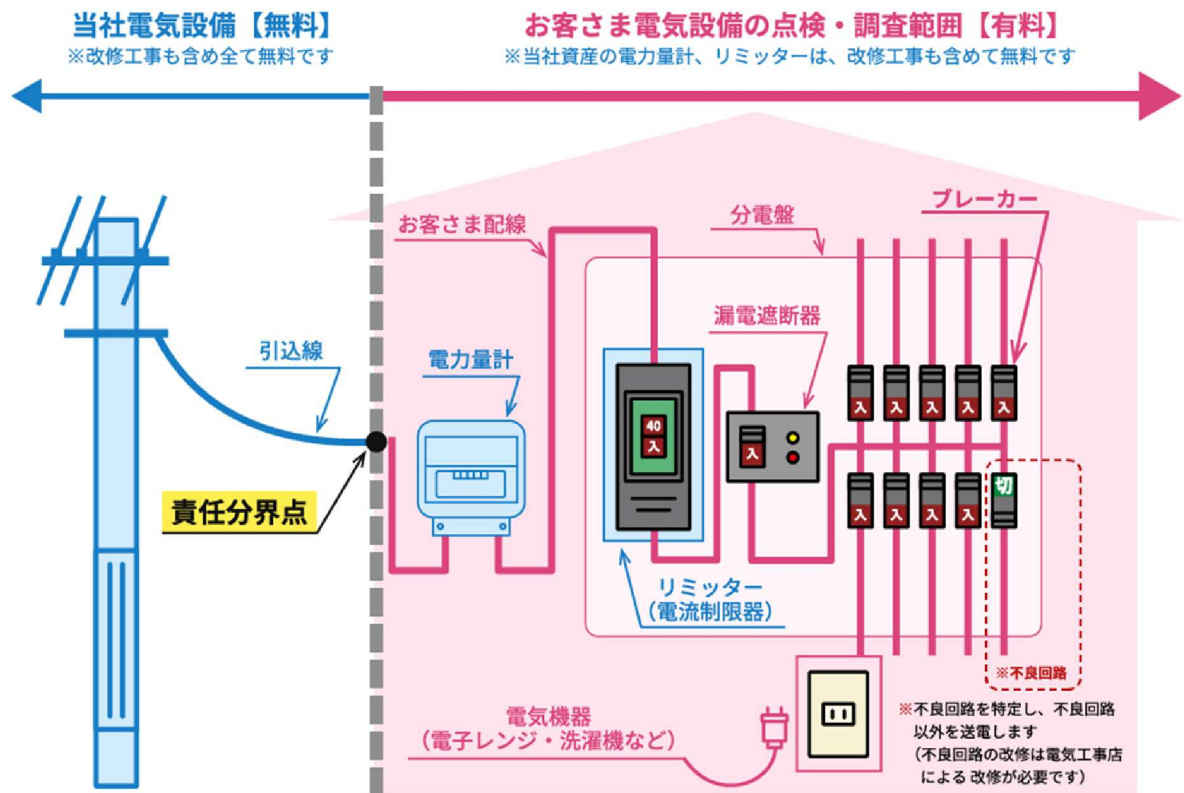 当社電気設備【無料】
※改修工事も含め全て無料です
お客さま電気設備の点検・調査範囲【有料】
※当社資産の電力量計、リミッターは、改修工事も含めて無料です
ブレーカー
お客さま配線
分電盤
漏電遮断器
引込線
電力量計
入 入 入 入 入
40
入
入
責任分界点
切
入 入 入 入
リミッター
（電流制限器）
※不良回路
電気機器
（電子レンジ・洗濯機など）
※不良回路を特定し、不良回路
以外を送電します
（不良回路の改修は電気工事店
による 改修が必要です）